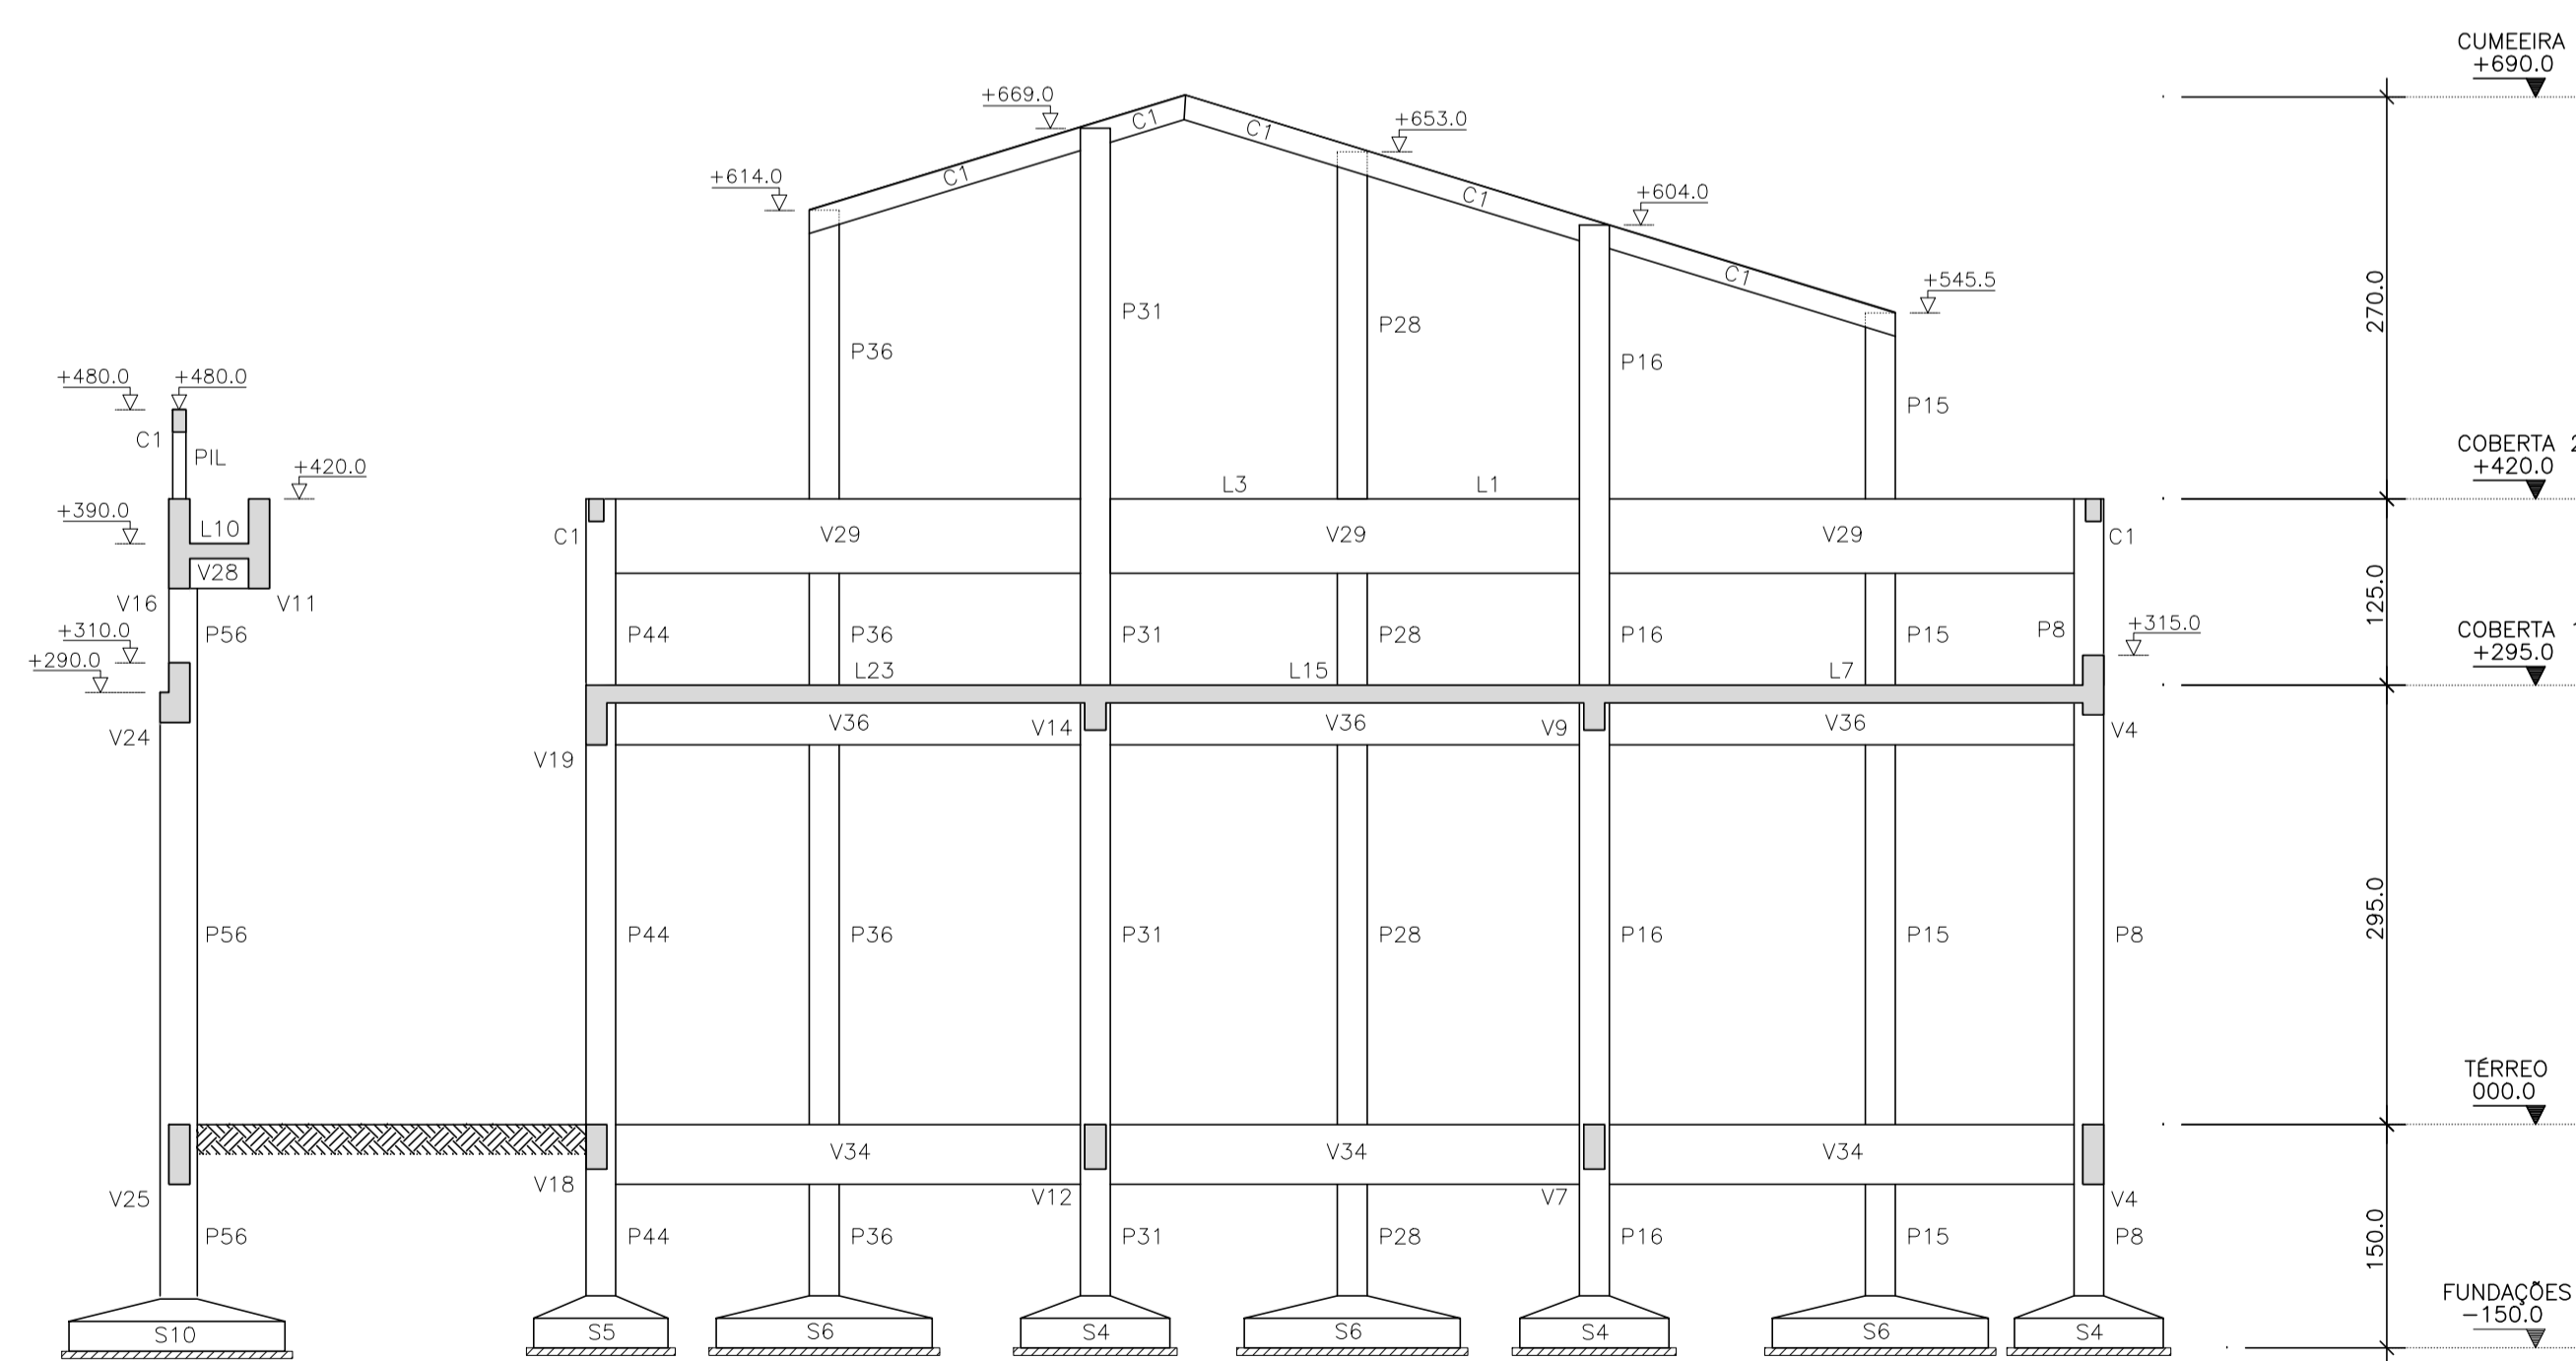 CUMEEIRA
+690.0
+669.0
C1
C1
+653.0
+614.0
C1
C1
+604.0
C1
+545.5
270.0
P31
P28
P36
P16
P15
+480.0
+480.0
C1
PIL
COBERTA 2
+420.0
+420.0
L3
L1
+390.0
L10
V28
C1
V29
V29
V29
C1
V16
V11
125.0
+310.0
P56
P44
P36
P31
P28
P16
P15
P8
+315.0
COBERTA
+295.0
+290.0
L23
L15
L7
V24
V36
V14
V36
V9
V36
V4
V19
295.0
P56
P44
P36
P31
P28
P16
P15
P8
TÉRREO
000.0
V34
V34
V34
V25
V18
V12
V7
V4
P56
P44
P36
P31
P28
P16
P15
P8
150.0
FUNDAÇÕES
-150.0
S10
S5
S6
S4
S6
S4
S6
S4